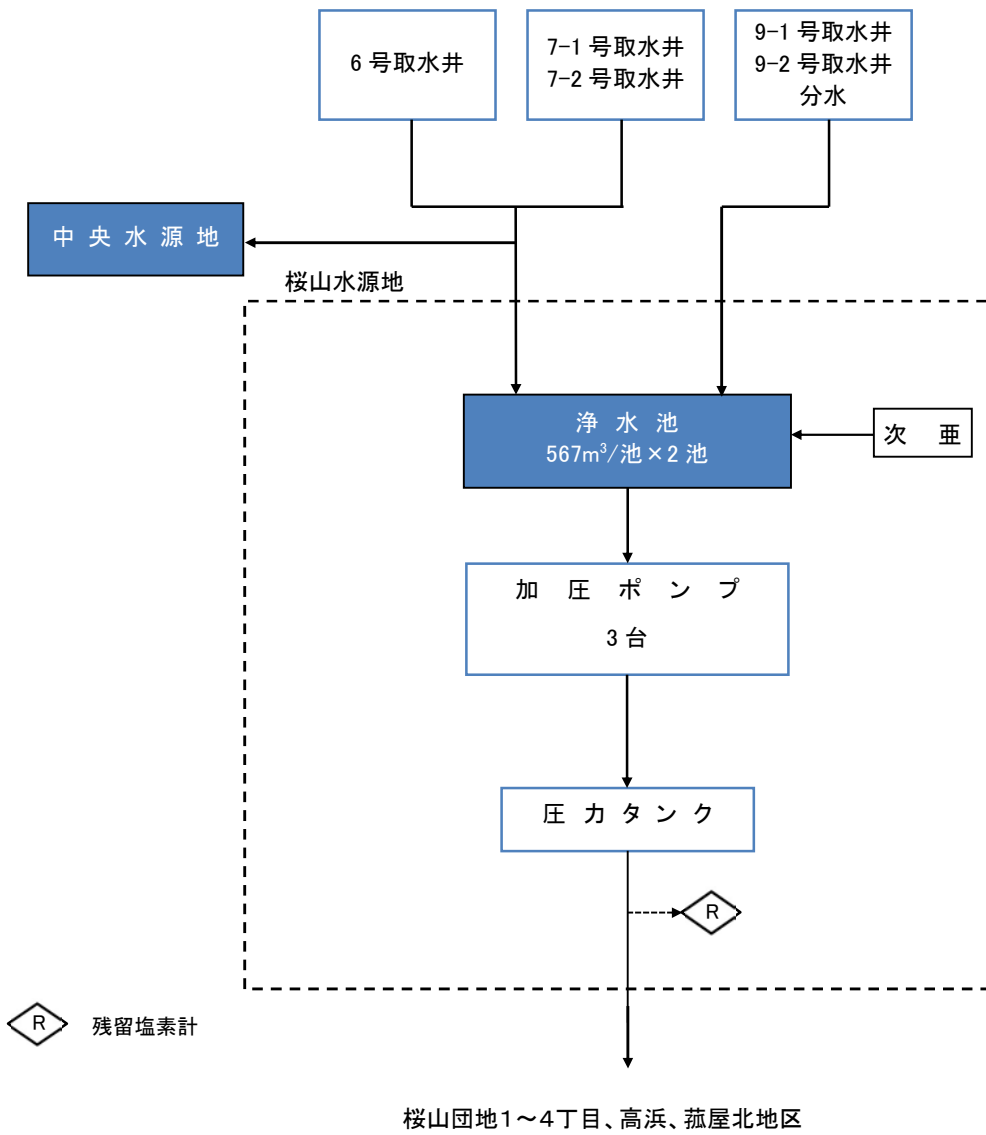 6 号取水井
7-1 号取水井
7-2 号取水井
9-1 号取水井
9-2 号取水井
分水
中 央 水 源 地
桜山水源地
浄 水 池
567m³/池×2 池
次 亜
加 圧 ポ ン プ
3 台
圧 力 タ ン ク
R
R 残留塩素計
桜山団地1～4丁目、高浜、菰屋北地区